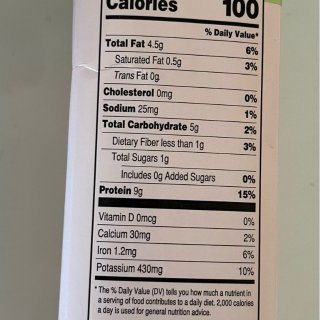 Calories 100
% Daily Value*
Total Fat 4.5g 6%
Saturated Fat 0.5g 3%
Trans Fat 0g
Cholesterol 0mg 0%
Sodium 25mg 1%
Total Carbohydrate 5g 2%
Dietary Fiber less than 1g 3%
Total Sugars 1g
Includes 0g Added Sugars 0%
Protein 9g 15%
Vitamin D 0mcg 0%
Calcium 30mg 2%
Iron 1.2mg 6%
Potassium 430mg 10%
*The % Daily Value (DV) tells you how much a nutrient in
a serving of food contributes to a daily diet. 2,000 calories
a day is used for general nutrition advice.